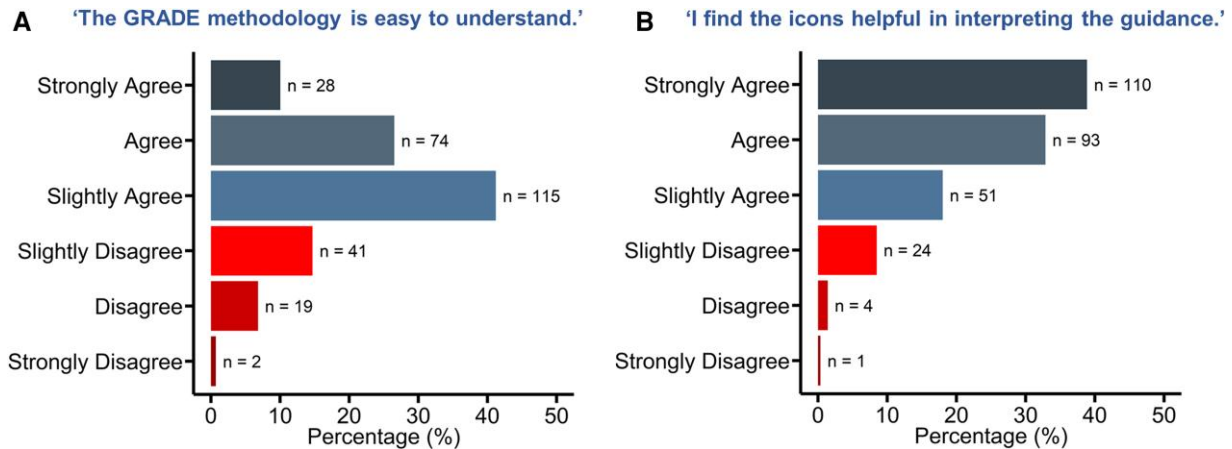 A 'The GRADE methodology is easy to understand.'
Strongly Agree n = 28
Agree n = 74
Slightly Agree n = 115
Slightly Disagree n = 41
Disagree n = 19
Strongly Disagree n = 2
0 10 20 30 40 50
Percentage (%)
B 'I find the icons helpful in interpreting the guidance.'
Strongly Agree n = 110
Agree n = 93
Slightly Agree n = 51
Slightly Disagree n = 24
Disagree n = 4
Strongly Disagree n = 1
0 10 20 30 40 50
Percentage (%)